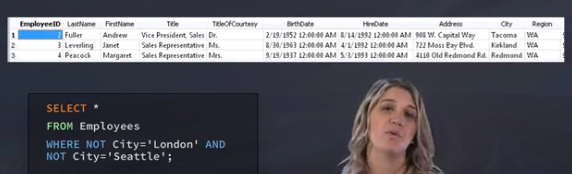 EmployeeID LastName FirstName Title TitleOfCourtesy BirthDate HireDate Address City Region
1 2 Fuller Andrew Vice President, Sales Dr. 2/19/1952 12:00:00 AM 8/14/1992 12:00:00 AM 908 W. Capital Way Tacoma WA
2 3 Leverling Janet Sales Representative Ms. 8/30/1963 12:00:00 AM 4/1/1992 12:00:00 AM 722 Moss Bay Blvd. Kirkland WA
3 4 Peacock Margaret Sales Representative Mrs. 9/19/1937 12:00:00 AM 5/3/1993 12:00:00 AM 4110 Old Redmond Rd. Redmond WA
SELECT *
FROM Employees
WHERE NOT City='London' AND
NOT City='Seattle';